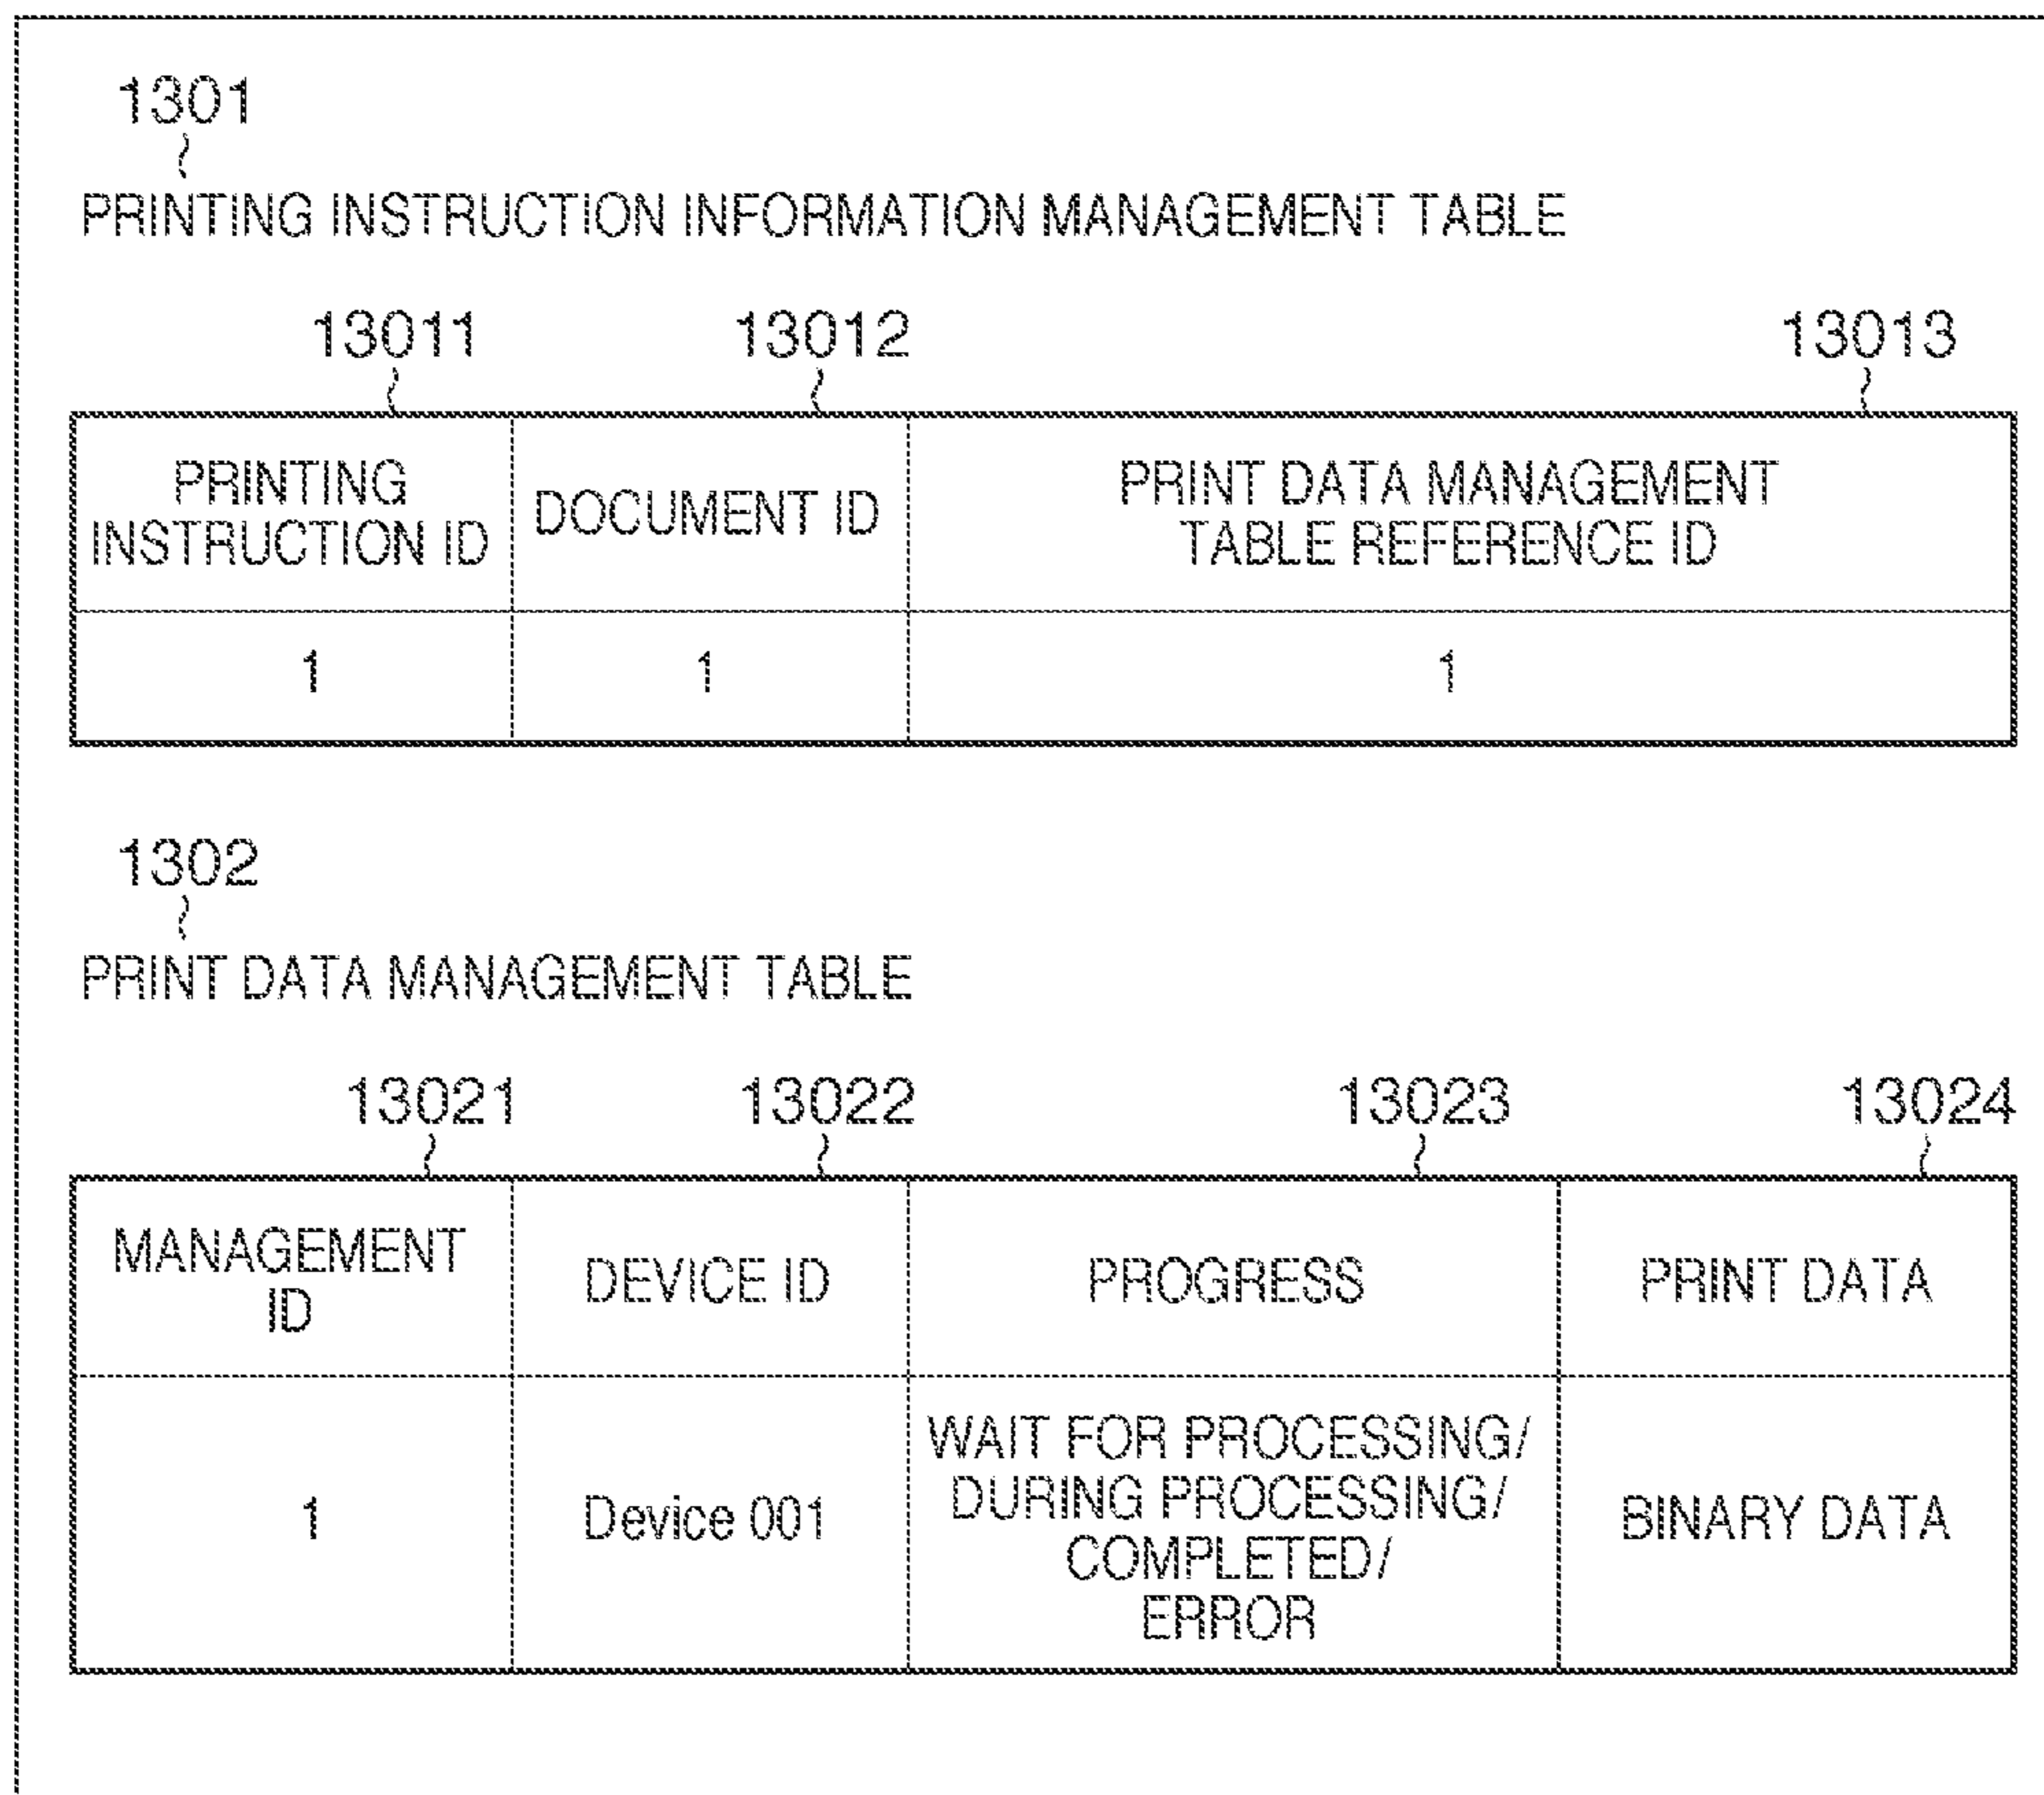 1301
PRINTING INSTRUCTION INFORMATION MANAGEMENT TABLE
13011 13012 13013
PRINTING
INSTRUCTION ID
DOCUMENT ID
PRINT DATA MANAGEMENT
TABLE REFERENCE ID
1 1 1
1302
PRINT DATA MANAGEMENT TABLE
13021 13022 13023 13024
MANAGEMENT
ID
DEVICE ID
PROGRESS
PRINT DATA
1
Device 001
WAIT FOR PROCESSING/
DURING PROCESSING/
COMPLETED/
ERROR
BINARY DATA